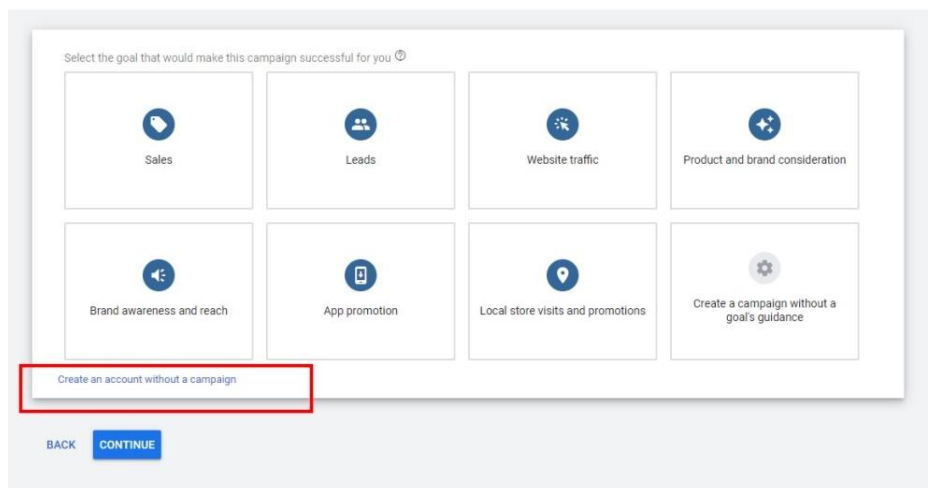 Select the goal that would make this campaign successful for you
Sales
Leads
Website traffic
Product and brand consideration
Brand awareness and reach
App promotion
Local store visits and promotions
Create a campaign without a
goal's guidance
Create an account without a campaign
BACK
CONTINUE